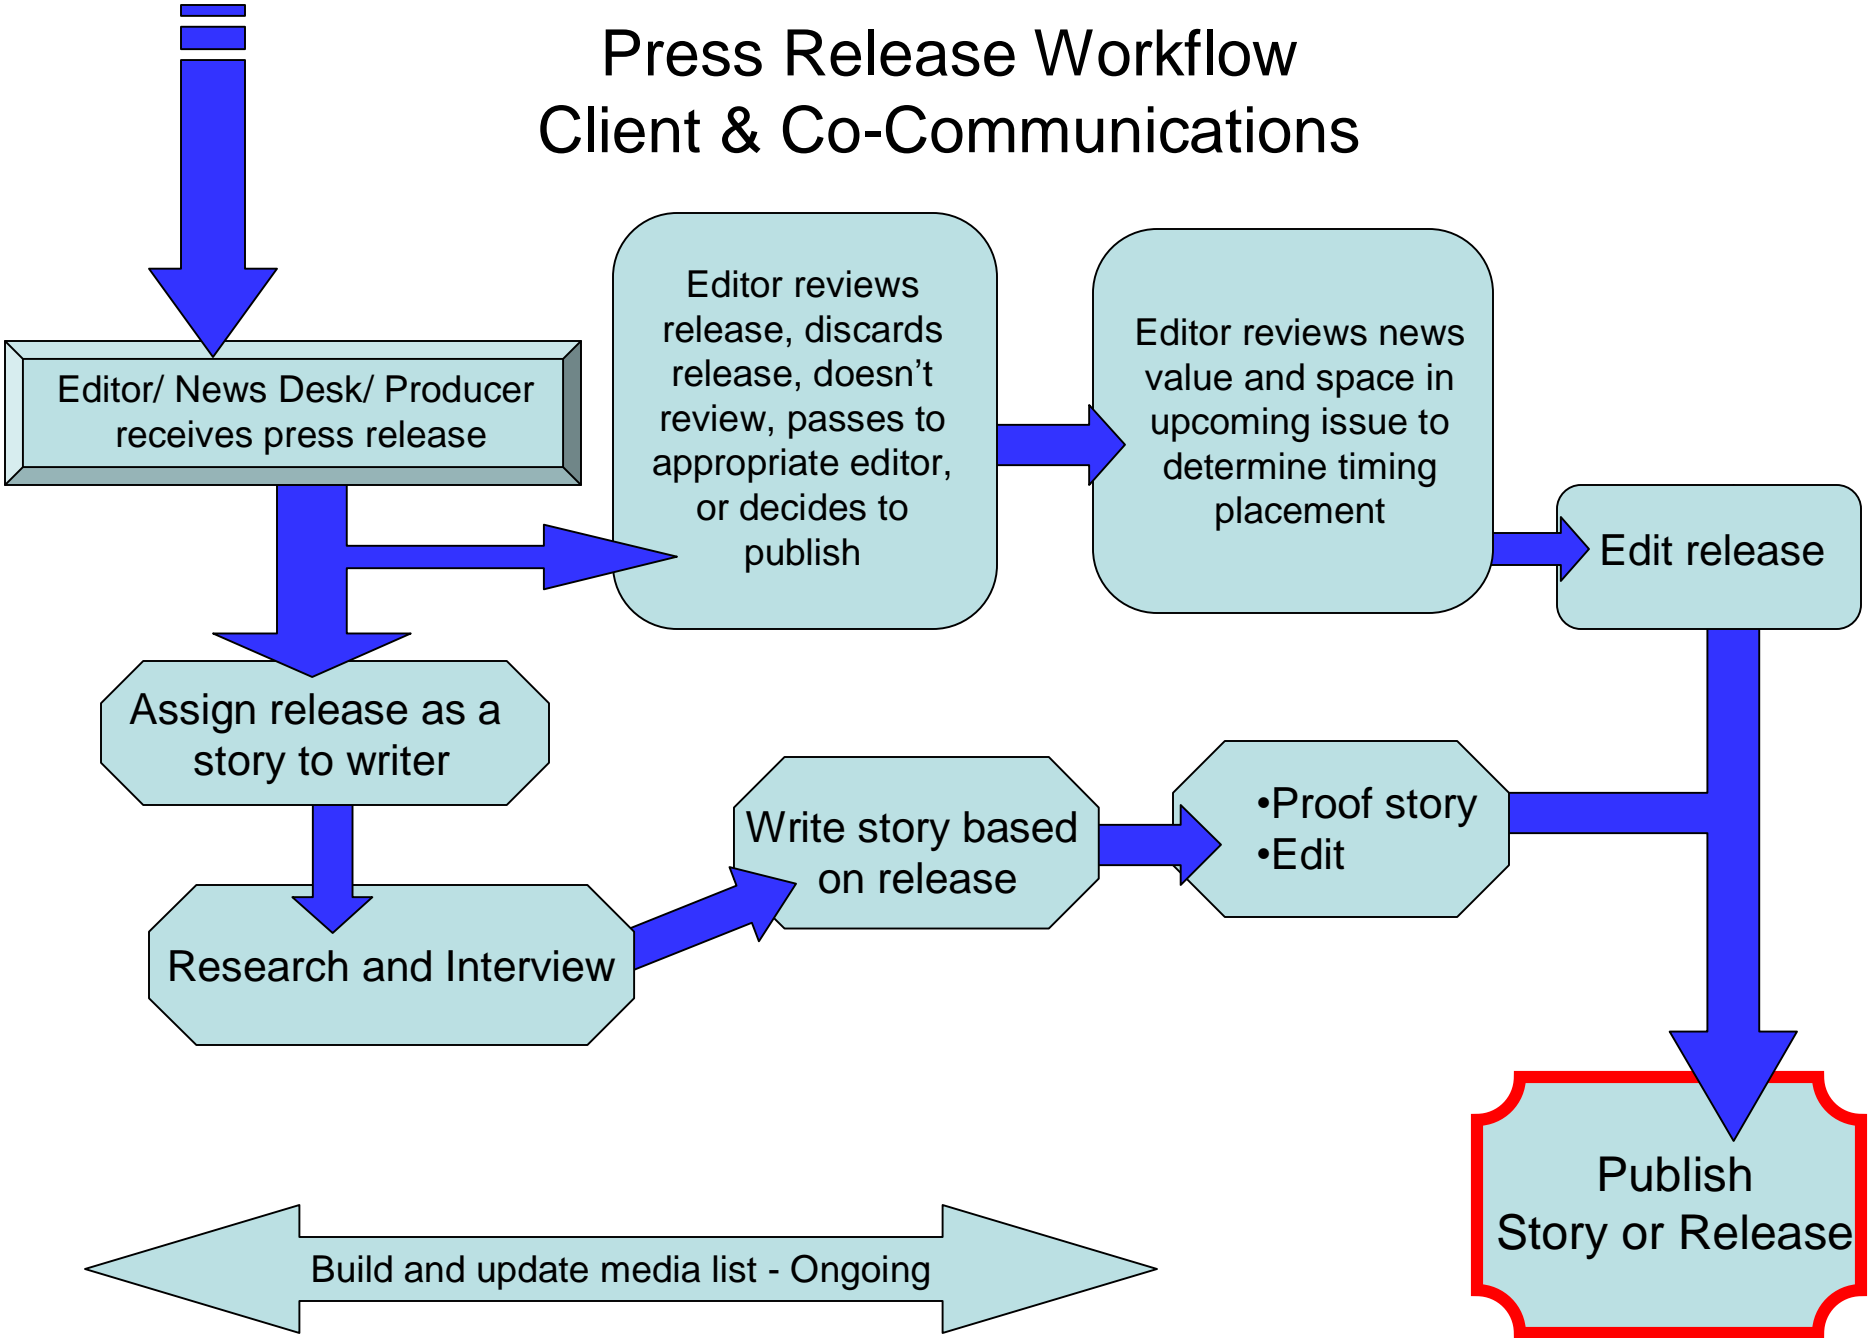 Press Release Workflow
Client & Co-Communications
Editor/ News Desk/ Producer
receives press release
Editor reviews
release, discards
release, doesn’t
review, passes to
appropriate editor,
or decides to
publish
Editor reviews news
value and space in
upcoming issue to
determine timing
placement
Edit release
Assign release as a
story to writer
Research and Interview
Write story based
on release
•Proof story
•Edit
Publish
Story or Release
Build and update media list - Ongoing